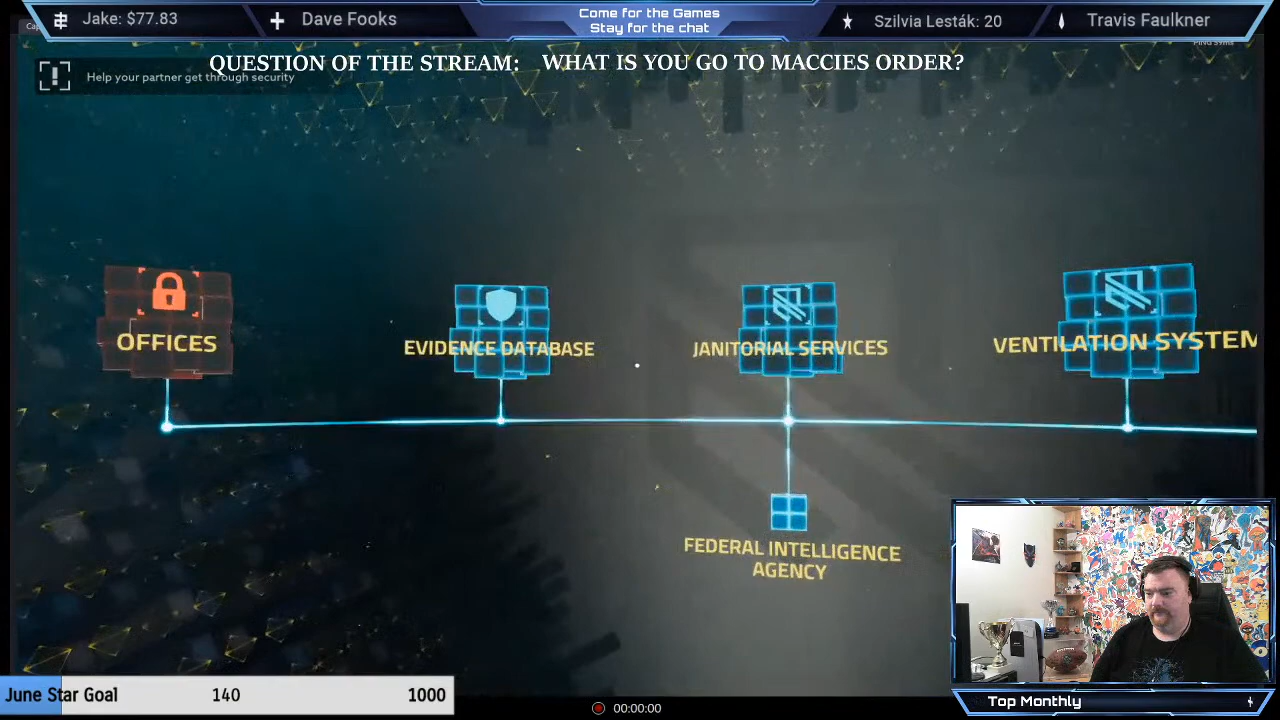 Jake: $77.83
Dave Fooks
Come for the Games
Stay for the chat
Szilvia Lesták: 20
Travis Faulkner
QUESTION OF THE STREAM: WHAT IS YOU GO TO MACCIES ORDER?
Help your partner get through security
OFFICES
EVIDENCE DATABASE
JANITORIAL SERVICES
VENTILATION SYSTEM
FEDERAL INTELLIGENCE
AGENCY
June Star Goal 140 1000
00:00:00
Top Monthly